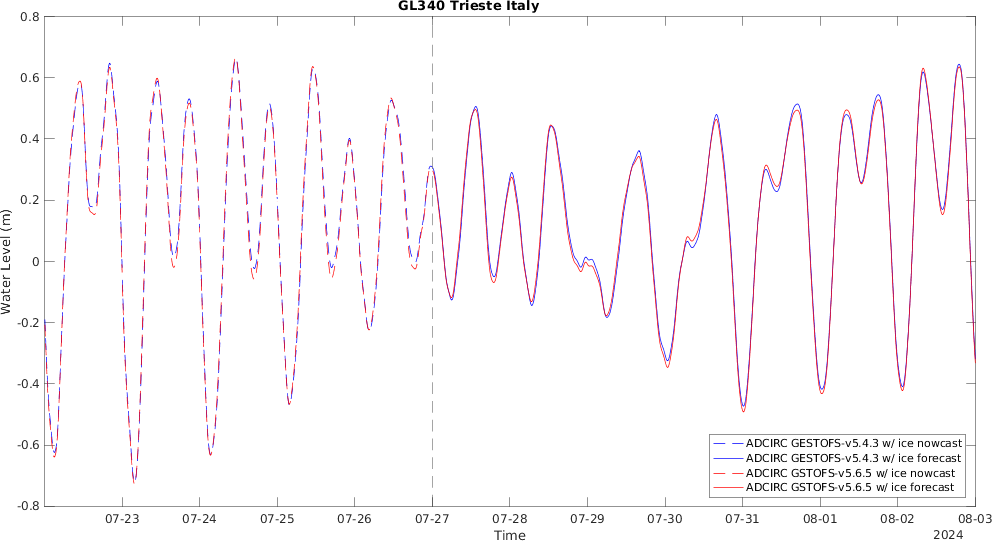 GL340 Trieste Italy
0.8
0.6
0.4
0.2
0
-0.2
-0.4
-0.6
-0.8
Water Level (m)
ADCIRC GESTOFS-v5.4.3 w/ ice nowcast
ADCIRC GESTOFS-v5.4.3 w/ ice forecast
ADCIRC GSTOFS-v5.6.5 w/ ice nowcast
ADCIRC GSTOFS-v5.6.5 w/ ice forecast
07-23 07-24 07-25 07-26 07-27 07-28 07-29 07-30 07-31 08-01 08-02 08-03
Time
2024